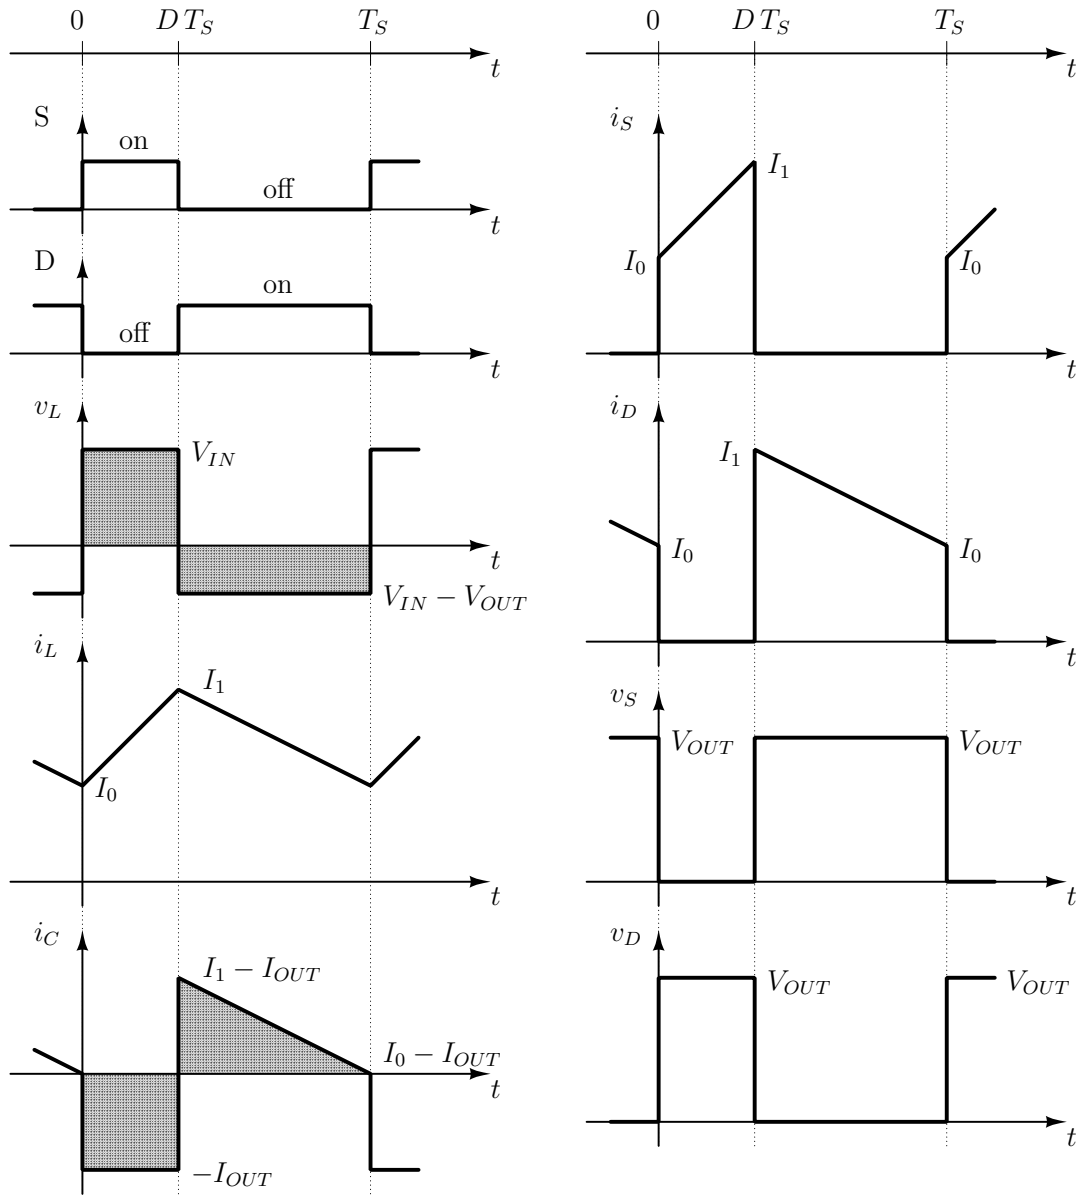 0 D T_S T_S
t
S
on
off
t
D
on
off
t
v_L
V_IN
t
V_IN − V_OUT
i_L
I_1
I_0
t
i_C
I_1 − I_OUT
I_0 − I_OUT
t
−I_OUT
0 D T_S T_S
t
i_S
I_1
I_0
I_0
t
i_D
I_1
I_0
I_0
t
v_S
V_OUT
V_OUT
t
v_D
V_OUT
V_OUT
t